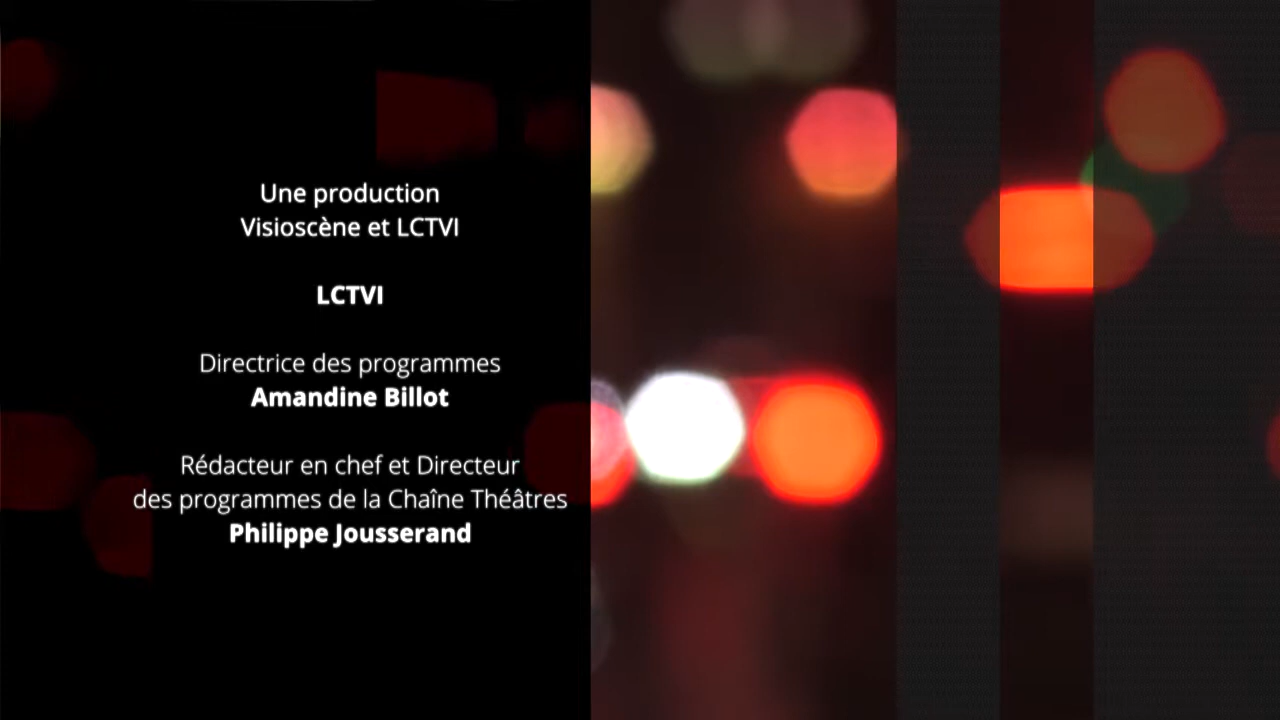 Une production
Visioscène et LCTVI
LCTVI
Directrice des programmes
Amandine Billot
Rédacteur en chef et Directeur
des programmes de la Chaîne Théâtres
Philippe Jousserand